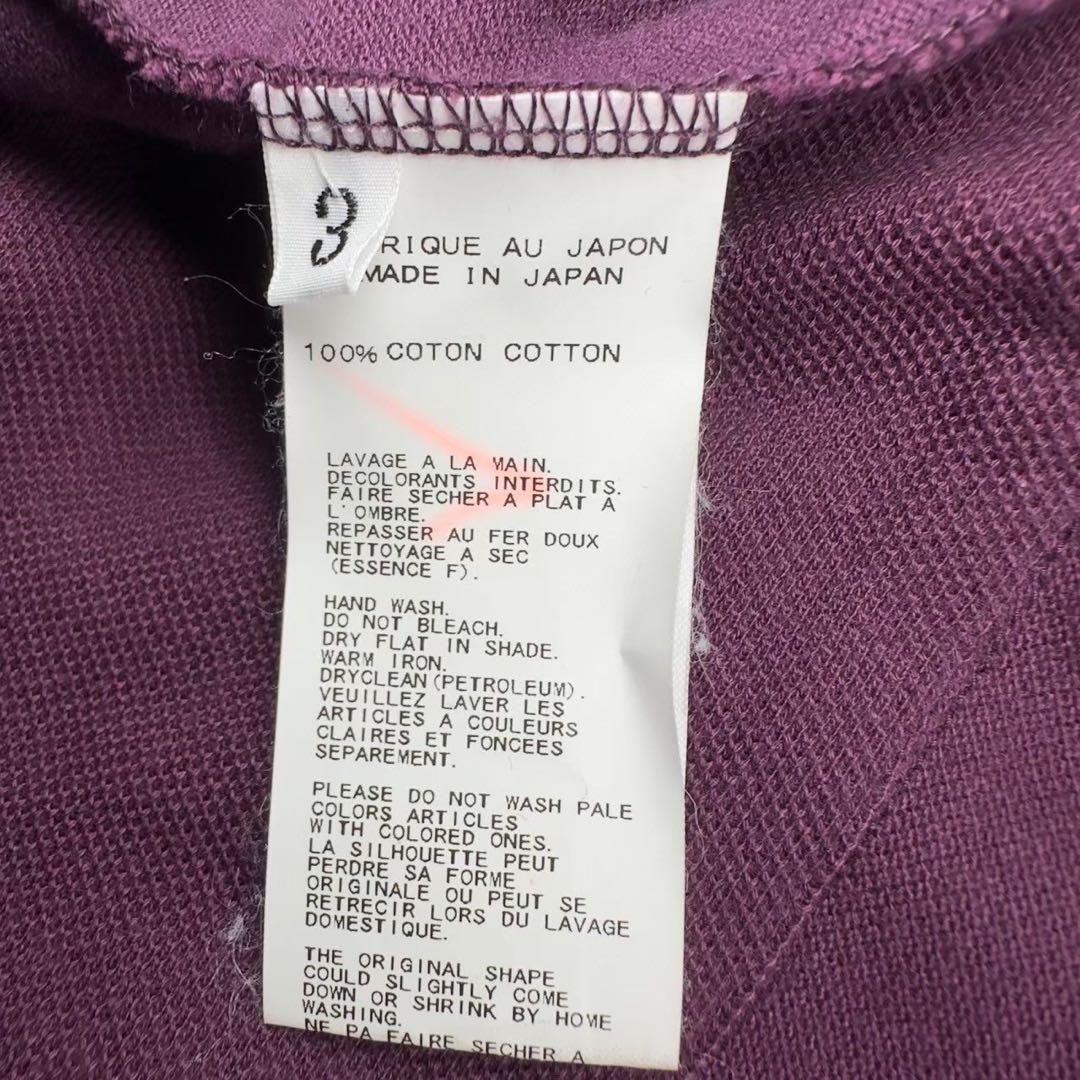 3
RIQUE AU JAPON
MADE IN JAPAN
100% COTON COTTON
LAVAGE A LA MAIN.
DECOLORANTS INTERDITS.
FAIRE SECHER A PLAT A
L'OMBRE.
REPASSER AU FER DOUX
NETTOYAGE A SEC
(ESSENCE F).
HAND WASH.
DO NOT BLEACH.
DRY FLAT IN SHADE.
WARM IRON.
DRYCLEAN(PETROLEUM).
VEUILLEZ LAVER LES
ARTICLES A COULEURS
CLAIRES ET FONCEES
SEPAREMENT.
PLEASE DO NOT WASH PALE
COLORS ARTICLES
WITH COLORED ONES.
LA SILHOUETTE PEUT
PERDRE SA FORME
ORIGINALE OU PEUT SE
RETRECIR LORS DU LAVAGE
DOMESTIQUE.
THE ORIGINAL SHAPE
COULD SLIGHTLY COME
DOWN OR SHRINK BY HOME
WASHING.
NE PA FAIRE SECHER A